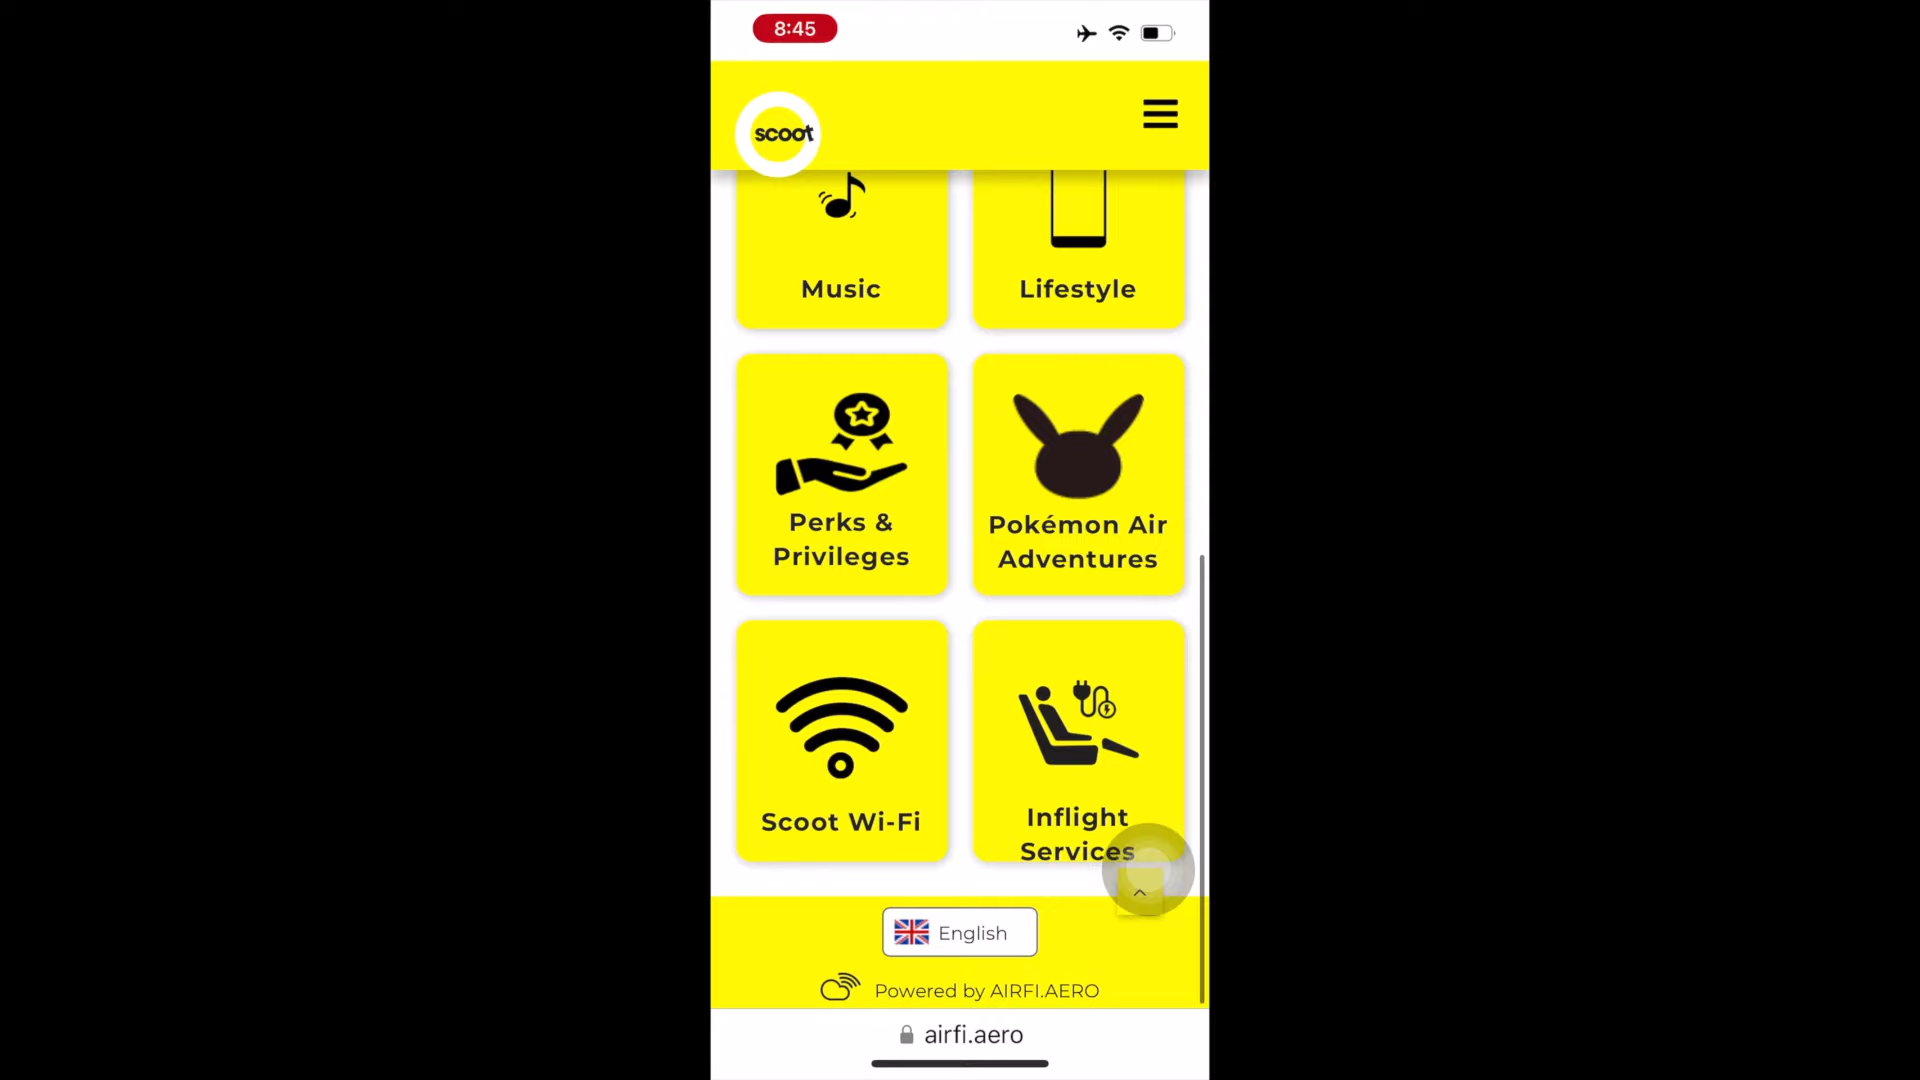 8:45
scoot
Music
Lifestyle
Perks &
Privileges
Pokémon Air
Adventures
Scoot Wi-Fi
Inflight
Services
English
Powered by AIRFI.AERO
airfi.aero